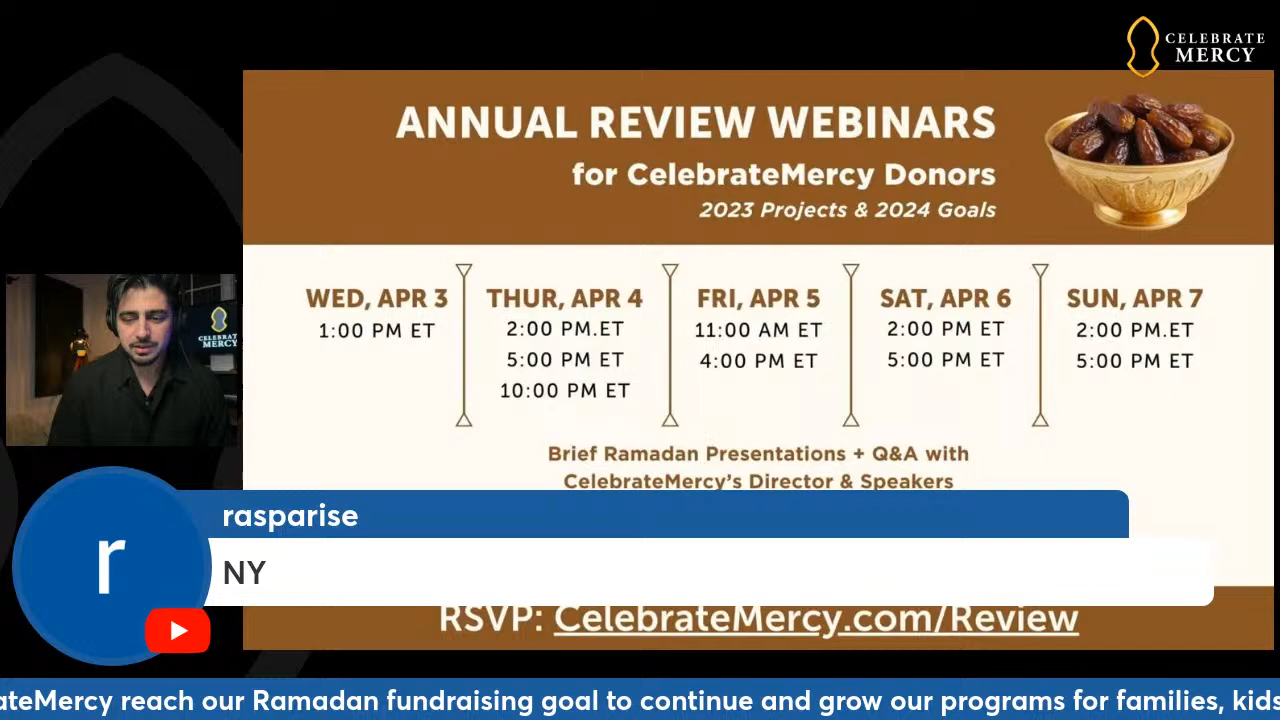 CELEBRATE
MERCY
ANNUAL REVIEW WEBINARS
for CelebrateMercy Donors
2023 Projects & 2024 Goals
WED, APR 3
1:00 PM ET
THUR, APR 4
2:00 PM.ET
5:00 PM ET
10:00 PM ET
FRI, APR 5
11:00 AM ET
4:00 PM ET
SAT, APR 6
2:00 PM ET
5:00 PM ET
SUN, APR 7
2:00 PM.ET
5:00 PM ET
Brief Ramadan Presentations + Q&A with
CelebrateMercy's Director & Speakers
CELEBRAT
MERCY
r
rasparise
NY
RSVP: CelebrateMercy.com/Review
ateMercy reach our Ramadan fundraising goal to continue and grow our programs for families, kids